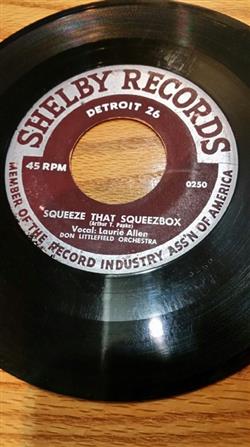 SHELBY RECORDS
DETROIT 26
45 RPM
0250
SQUEEZE THAT SQUEEZBOX
(Arthur T. Papke)
Vocal: Laurie Allen
DON LITTLEFIELD ORCHESTRA
MEMBER OF THE RECORD INDUSTRY ASS'N OF AMERICA